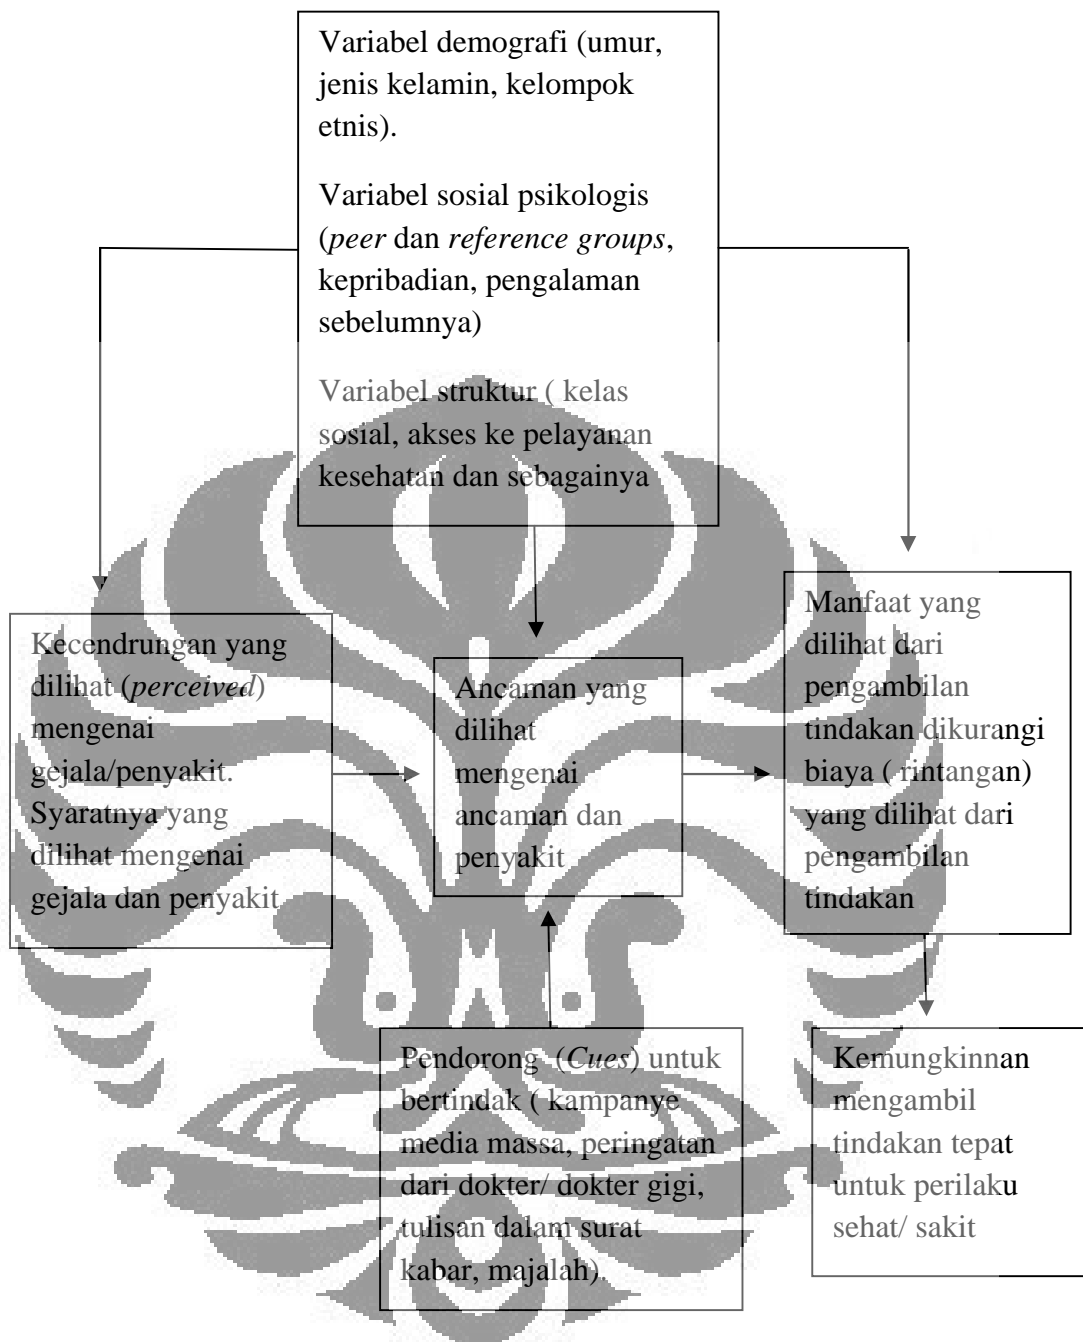 Variabel demografi (umur,
jenis kelamin, kelompok
etnis).
Variabel sosial psikologis
(peer dan reference groups,
kepribadian, pengalaman
sebelumnya)
Variabel struktur ( kelas
sosial, akses ke pelayanan
kesehatan dan sebagainya
Kecendrungan yang
dilihat (perceived)
mengenai
gejala/penyakit.
Syaratnya yang
dilihat mengenai
gejala dan penyakit
Ancaman yang
dilihat
mengenai
ancaman dan
penyakit
Manfaat yang
dilihat dari
pengambilan
tindakan dikurangi
biaya ( rintangan)
yang dilihat dari
pengambilan
tindakan
Pendorong (Cues) untuk
bertindak ( kampanye
media massa, peringatan
dari dokter/ dokter gigi,
tulisan dalam surat
kabar, majalah).
Kemungkinnan
mengambil
tindakan tepat
untuk perilaku
sehat/ sakit